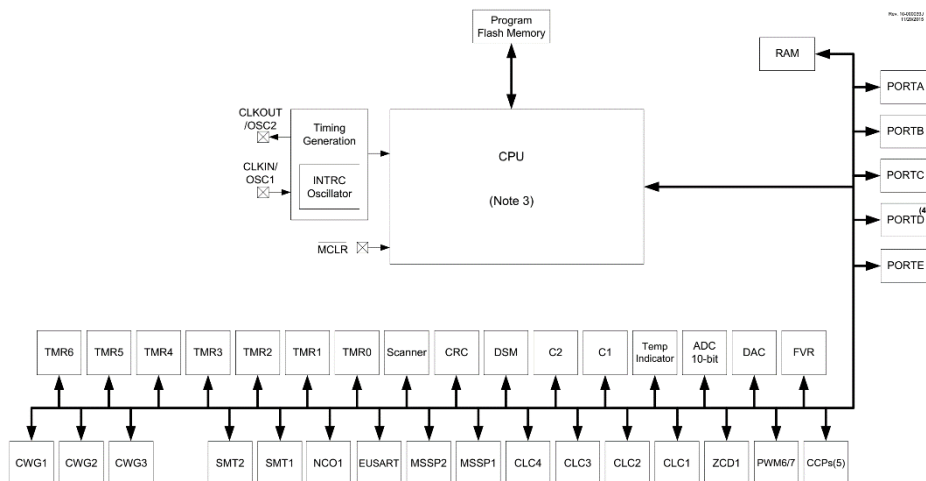 Program
Flash Memory
RAM
PORTA
PORTB
PORTC
(4
PORTD
PORTE
CLKOUT
/OSC2
Timing
Generation
CPU
CLKIN/
OSC1
INTRC
Oscillator
(Note 3)
MCLR
TMR6
TMR5
TMR4
TMR3
TMR2
TMR1
TMR0
Scanner
CRC
DSM
C2
C1
Temp
Indicator
ADC
10-bit
DAC
FVR
CWG1
CWG2
CWG3
SMT2
SMT1
NCO1
EUSART
MSSP2
MSSP1
CLC4
CLC3
CLC2
CLC1
ZCD1
PWM6/7
CCPs(5)